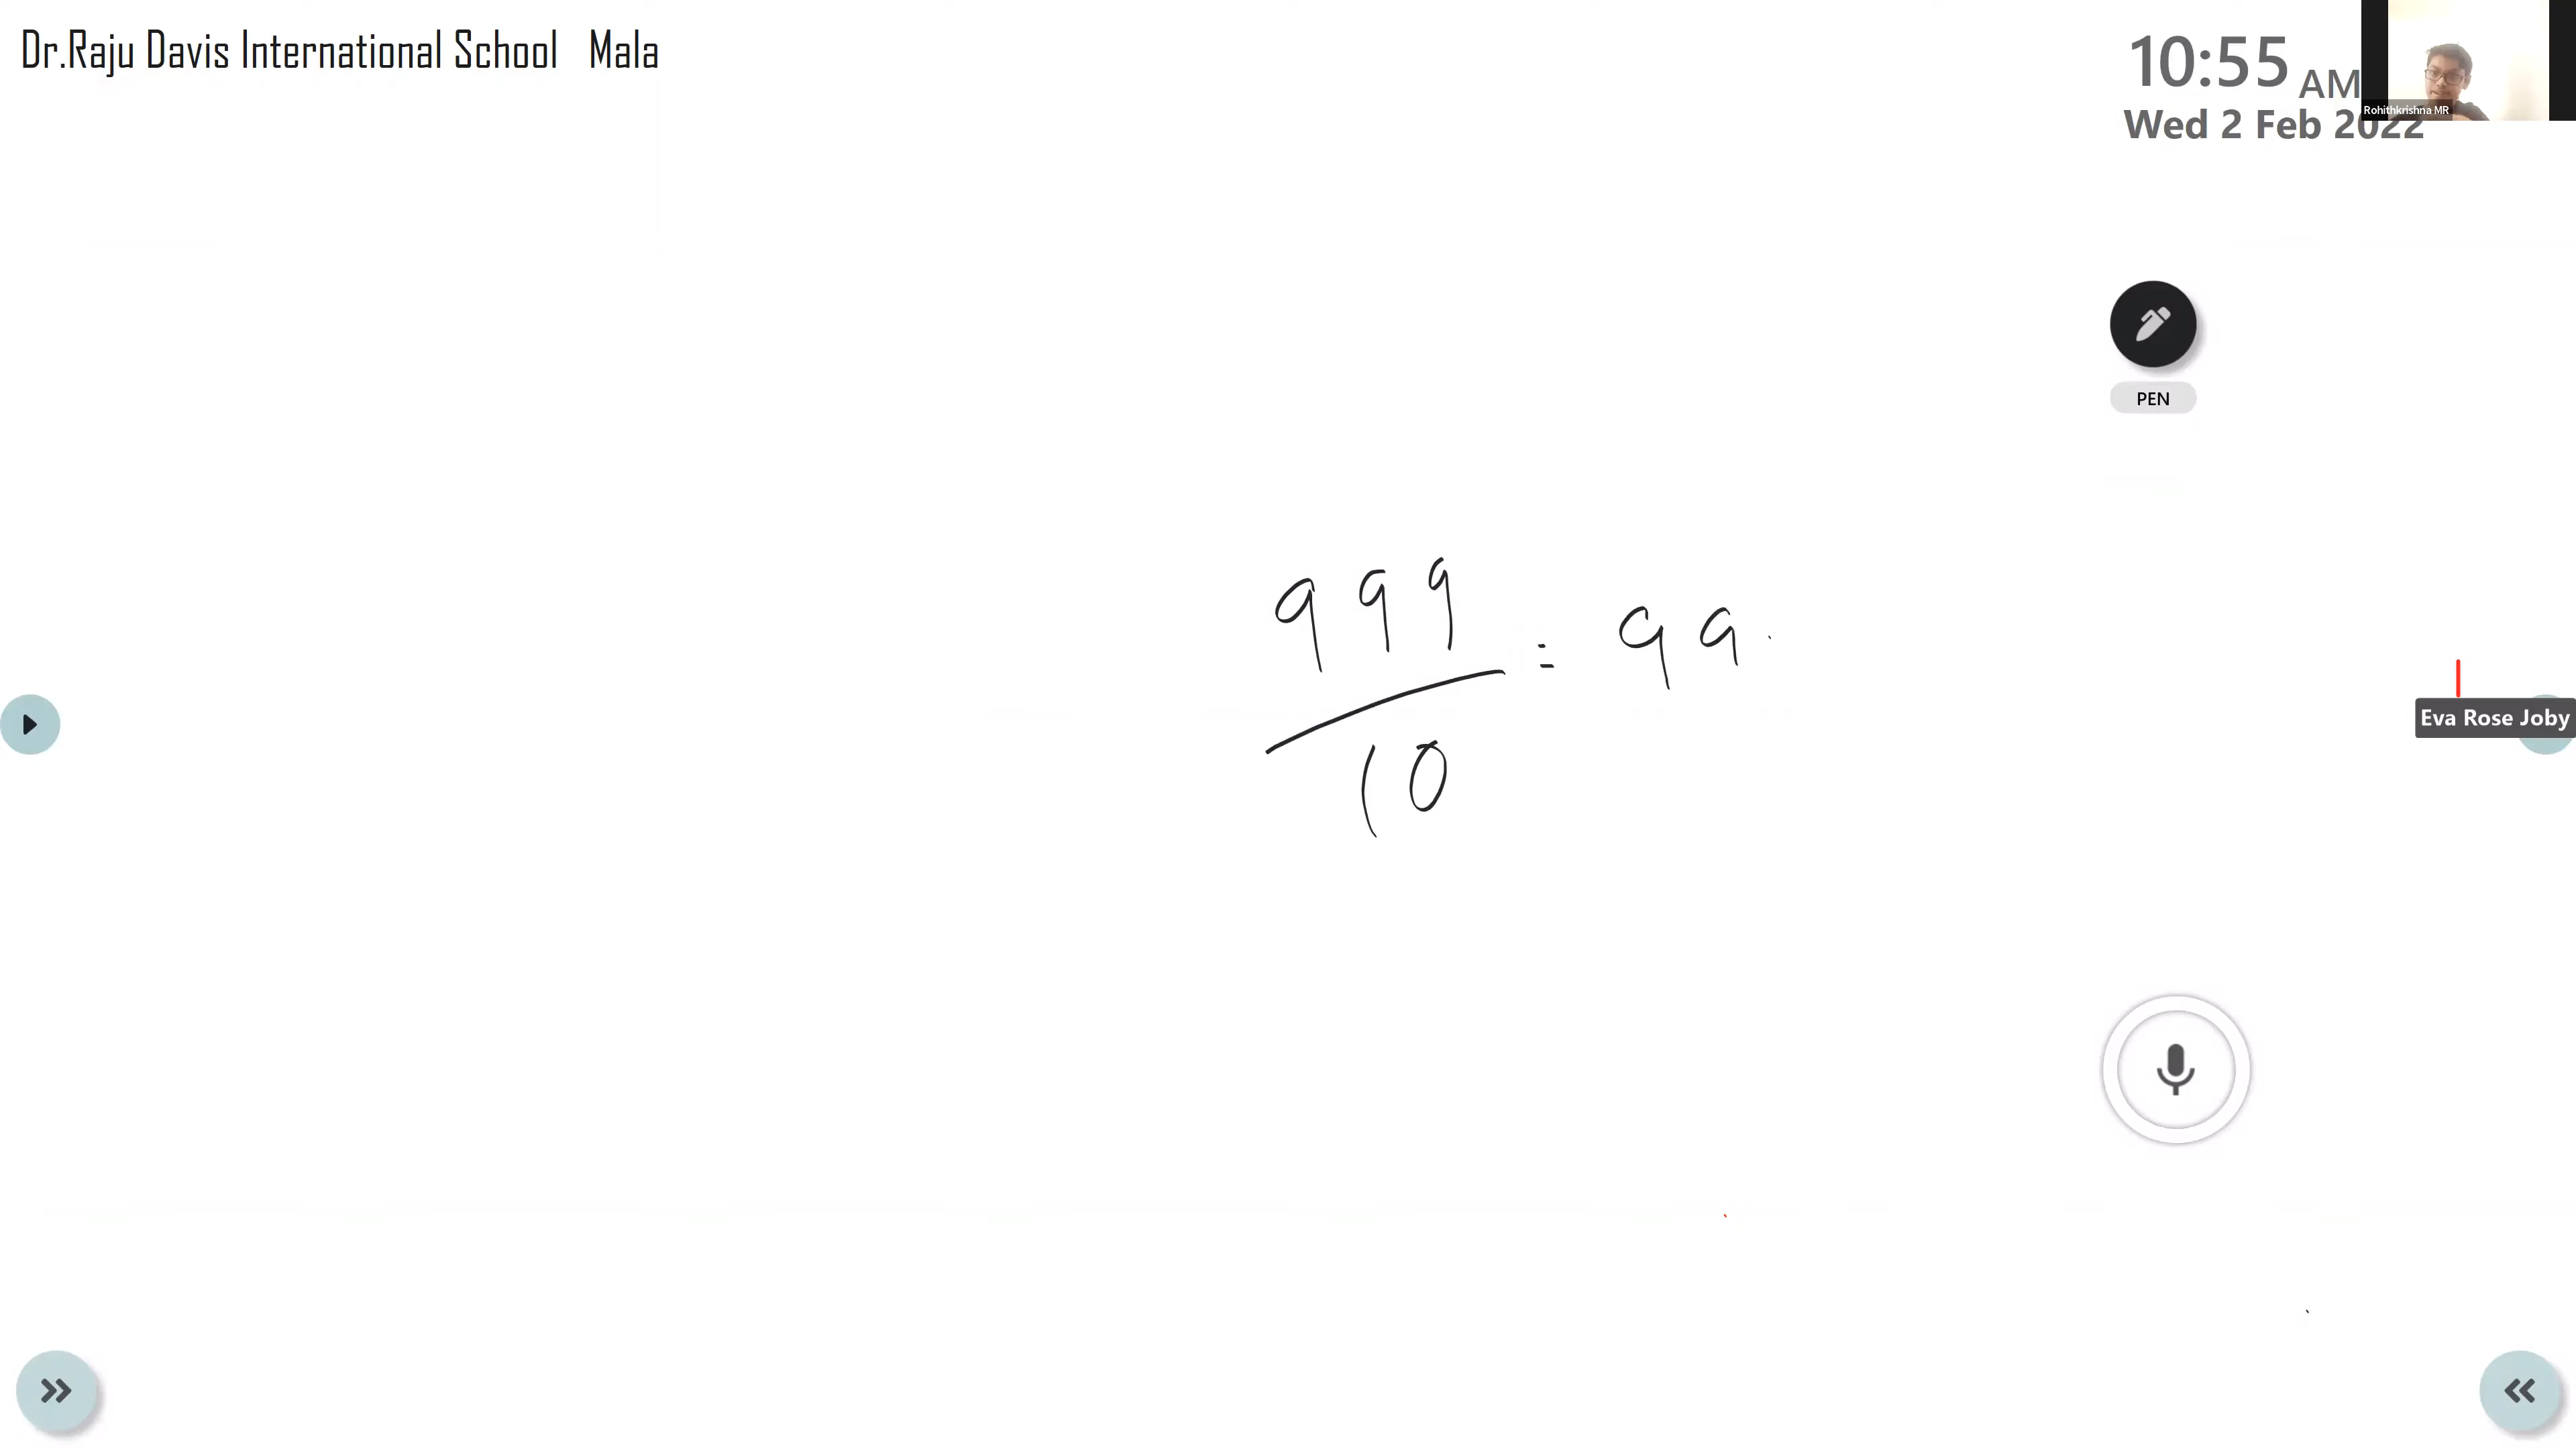 Dr.Raju Davis International School Mala
10:55 AM
Rohithkrishna MR
Wed 2 Feb 2022
PEN
999
= 99.
10
Eva Rose Joby